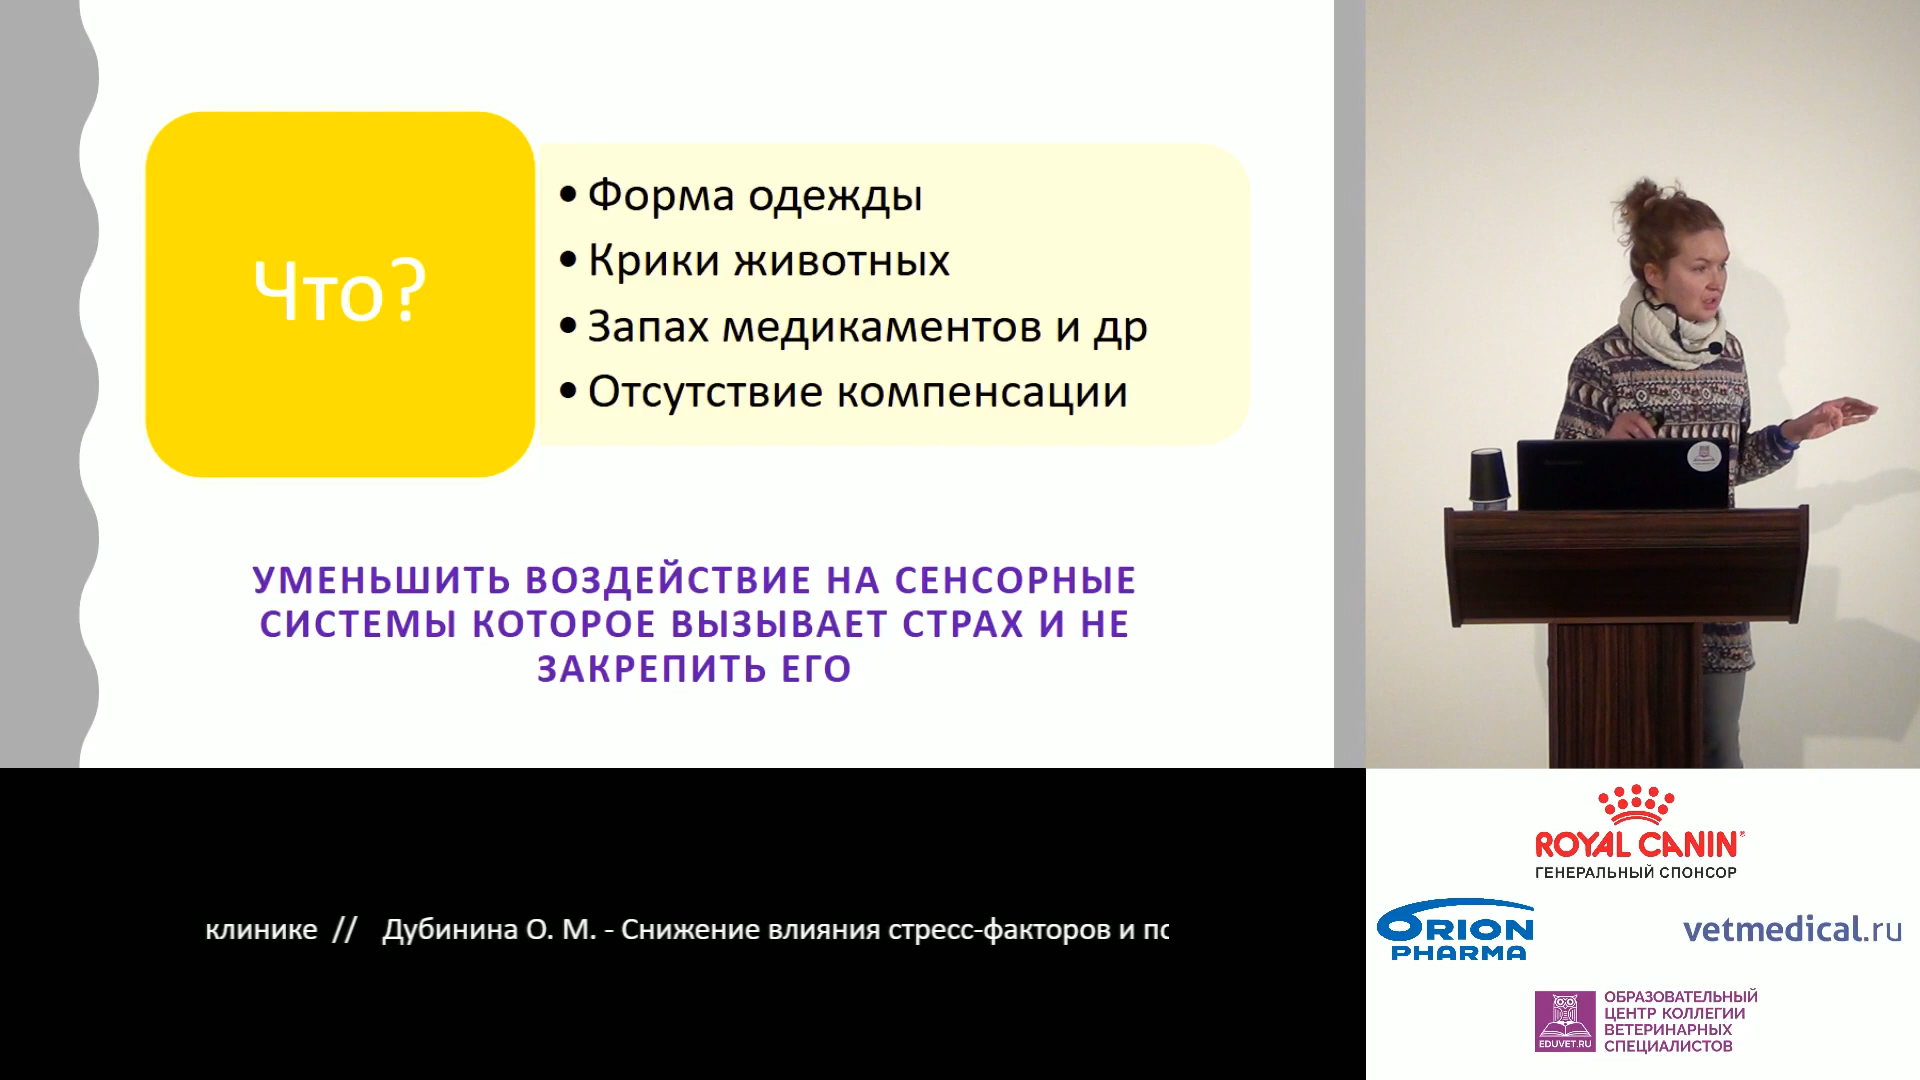 Что?
• Форма одежды
• Крики животных
• Запах медикаментов и др
• Отсутствие компенсации
УМЕНЬШИТЬ ВОЗДЕЙСТВИЕ НА СЕНСОРНЫЕ
СИСТЕМЫ КОТОРОЕ ВЫЗЫВАЕТ СТРАХ И НЕ
ЗАКРЕПИТЬ ЕГО
клинике // Дубинина О. М. - Снижение влияния стресс-факторов и пс
ROYAL CANIN
ГЕНЕРАЛЬНЫЙ СПОНСОР
ORION
PHARMA
vetmedical.ru
EDUVET.RU
ОБРАЗОВАТЕЛЬНЫЙ
ЦЕНТР КОЛЛЕГИИ
ВЕТЕРИНАРНЫХ
СПЕЦИАЛИСТОВ